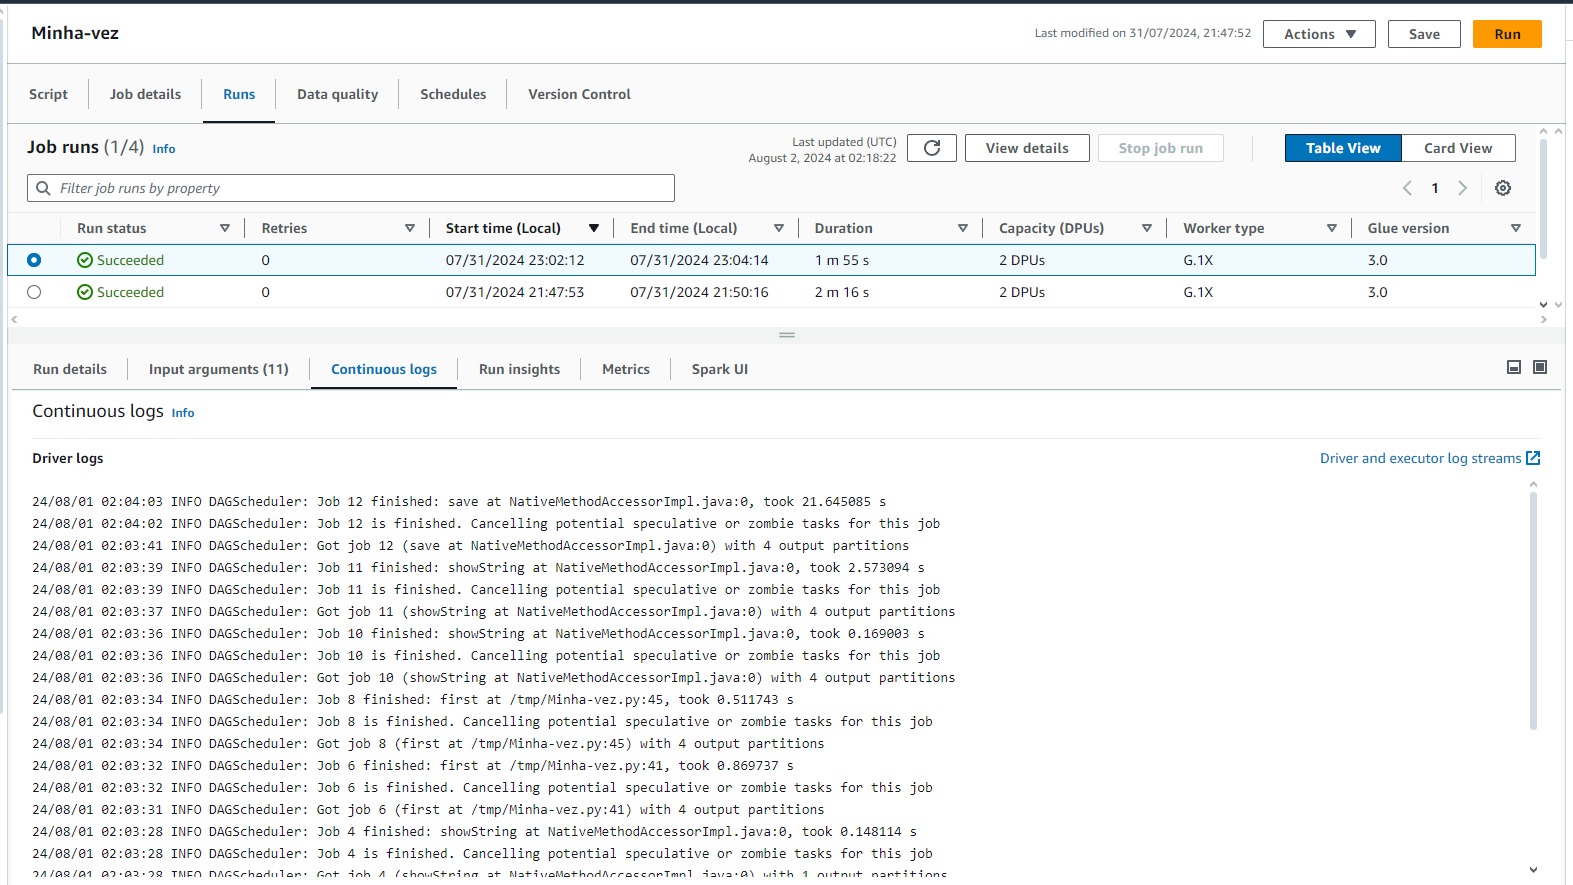 Minha-vez
Last modified on 31/07/2024, 21:47:52
Actions
Save
Run
Script
Job details
Runs
Data quality
Schedules
Version Control
Job runs (1/4) Info
Last updated (UTC)
August 2, 2024 at 02:18:22
View details
Stop job run
Table View
Card View
Filter job runs by property
1
Run status Retries Start time (Local) End time (Local) Duration Capacity (DPUs) Worker type Glue version
Succeeded 0 07/31/2024 23:02:12 07/31/2024 23:04:14 1 m 55 s 2 DPUs G.1X 3.0
Succeeded 0 07/31/2024 21:47:53 07/31/2024 21:50:16 2 m 16 s 2 DPUs G.1X 3.0
Run details
Input arguments (11)
Continuous logs
Run insights
Metrics
Spark UI
Continuous logs Info
Driver logs
Driver and executor log streams
24/08/01 02:04:03 INFO DAGScheduler: Job 12 finished: save at NativeMethodAccessorImpl.java:0, took 21.645085 s
24/08/01 02:04:02 INFO DAGScheduler: Job 12 is finished. Cancelling potential speculative or zombie tasks for this job
24/08/01 02:03:41 INFO DAGScheduler: Got job 12 (save at NativeMethodAccessorImpl.java:0) with 4 output partitions
24/08/01 02:03:39 INFO DAGScheduler: Job 11 finished: showString at NativeMethodAccessorImpl.java:0, took 2.573094 s
24/08/01 02:03:39 INFO DAGScheduler: Job 11 is finished. Cancelling potential speculative or zombie tasks for this job
24/08/01 02:03:37 INFO DAGScheduler: Got job 11 (showString at NativeMethodAccessorImpl.java:0) with 4 output partitions
24/08/01 02:03:36 INFO DAGScheduler: Job 10 finished: showString at NativeMethodAccessorImpl.java:0, took 0.169003 s
24/08/01 02:03:36 INFO DAGScheduler: Job 10 is finished. Cancelling potential speculative or zombie tasks for this job
24/08/01 02:03:36 INFO DAGScheduler: Got job 10 (showString at NativeMethodAccessorImpl.java:0) with 4 output partitions
24/08/01 02:03:34 INFO DAGScheduler: Job 8 finished: first at /tmp/Minha-vez.py:45, took 0.511743 s
24/08/01 02:03:34 INFO DAGScheduler: Job 8 is finished. Cancelling potential speculative or zombie tasks for this job
24/08/01 02:03:34 INFO DAGScheduler: Got job 8 (first at /tmp/Minha-vez.py:45) with 4 output partitions
24/08/01 02:03:32 INFO DAGScheduler: Job 6 finished: first at /tmp/Minha-vez.py:41, took 0.869737 s
24/08/01 02:03:32 INFO DAGScheduler: Job 6 is finished. Cancelling potential speculative or zombie tasks for this job
24/08/01 02:03:31 INFO DAGScheduler: Got job 6 (first at /tmp/Minha-vez.py:41) with 4 output partitions
24/08/01 02:03:28 INFO DAGScheduler: Job 4 finished: showString at NativeMethodAccessorImpl.java:0, took 0.148114 s
24/08/01 02:03:28 INFO DAGScheduler: Job 4 is finished. Cancelling potential speculative or zombie tasks for this job
24/08/01 02:03:28 INFO DAGScheduler: Got job 4 (showString at NativeMethodAccessorImpl.java:0) with 1 output partitions